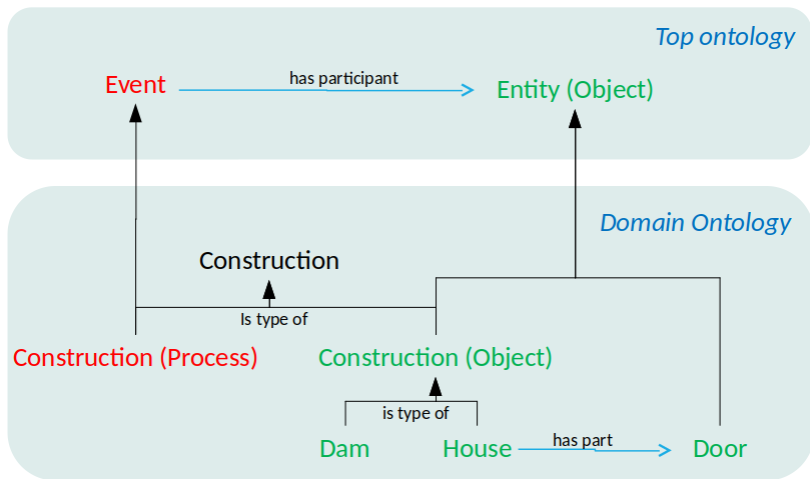 Top ontology
Event
has participant
Entity (Object)
Domain Ontology
Construction
Is type of
Construction (Process)
Construction (Object)
is type of
Dam
House
has part
Door